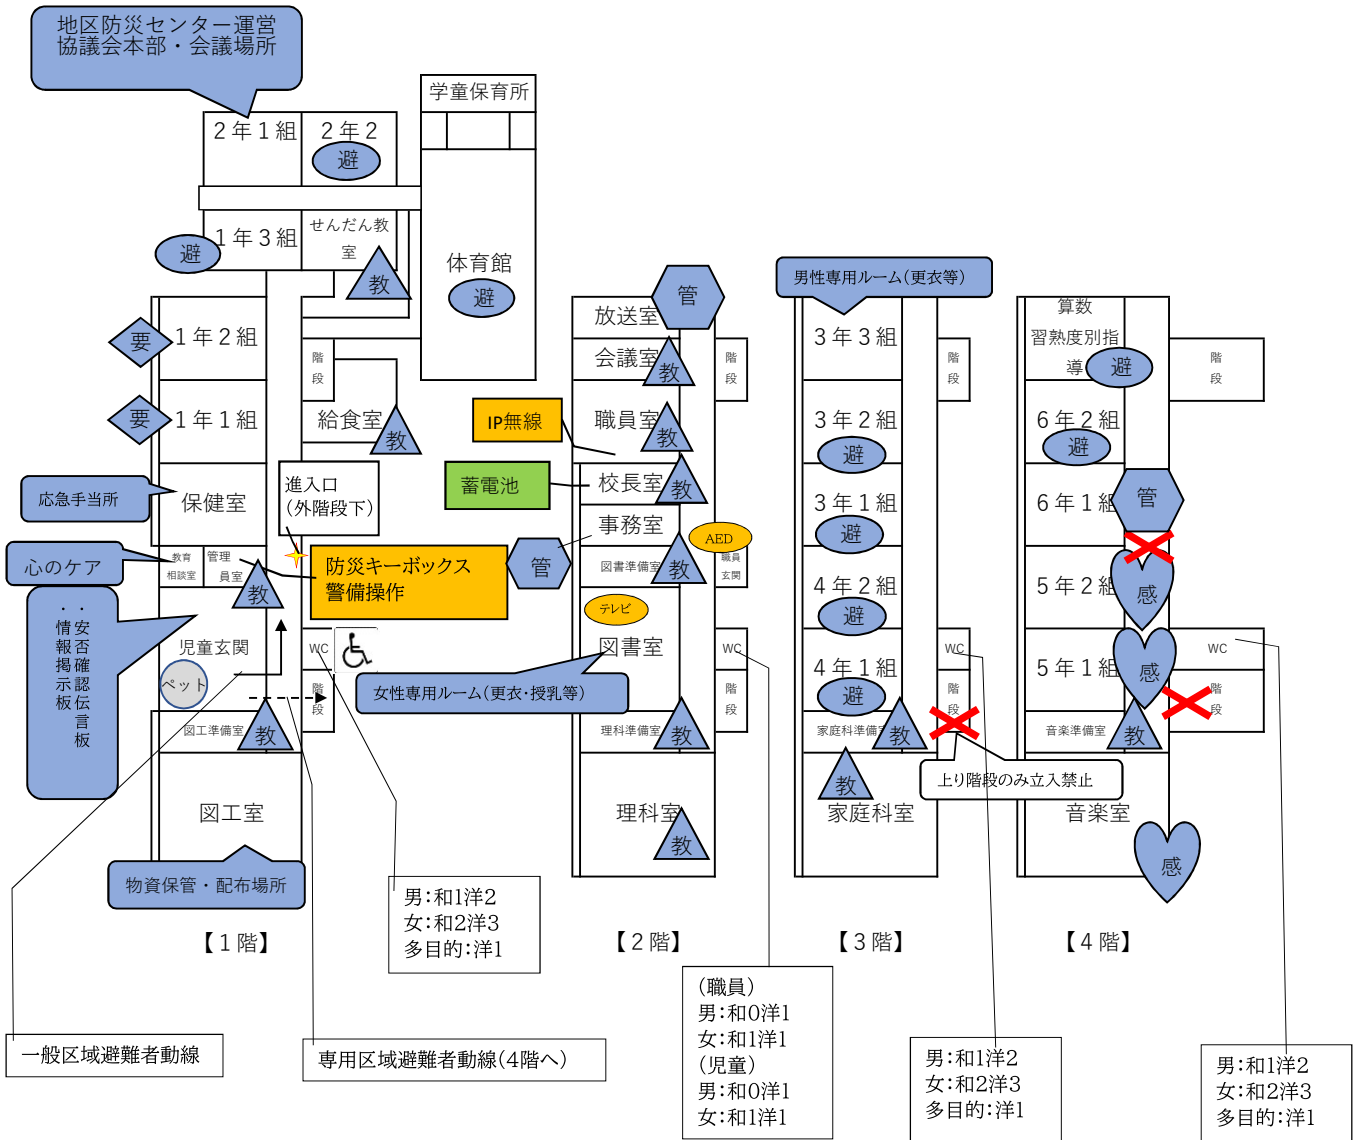 地区防災センター運営
協議会本部・会議場所
学童保育所
２年１組
２年２
避
１年３組
避
せんだん教
室
教
体育館
避
要
１年２組
階
段
要
１年１組
給食室
教
応急手当所
保健室
進入口
（外階段下）
心のケア
教育
相談室
管理
員室
教
防災キーボックス
警備操作
・安否確認伝言板
・情報掲示板
児童玄関
ペット
WC
階
段
図工準備室
教
図工室
物資保管・配布場所
【１階】
男：和1洋2
女：和2洋3
多目的：洋1
一般区域避難者動線
専用区域避難者動線（4階へ）
放送室
管
会議室
教
階
段
IP無線
職員室
教
蓄電池
校長室
教
事務室
管
AED
図書準備室
教
職員
玄関
テレビ
図書室
WC
女性専用ルーム（更衣・授乳等）
階
段
理科準備室
教
理科室
教
【２階】
（職員）
男：和0洋1
女：和1洋1
（児童）
男：和0洋1
女：和1洋1
男性専用ルーム（更衣等）
３年３組
階
段
３年２組
避
３年１組
避
４年２組
避
４年１組
避
WC
階
段
家庭科準備
教
教
上り階段のみ立入禁止
家庭科室
【３階】
男：和1洋2
女：和2洋3
多目的：洋1
算数
習熟度別指
導
避
階
段
６年２組
避
６年１組
管
５年２組
感
５年１組
感
WC
階
段
音楽準備室
教
音楽室
感
【４階】
男：和1洋2
女：和2洋3
多目的：洋1